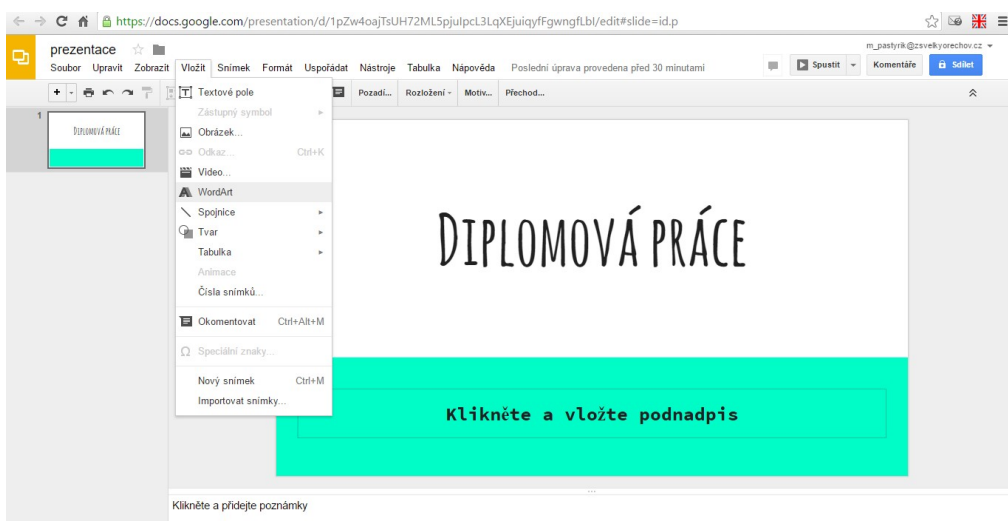 https://docs.google.com/presentation/d/1pZw4oajTsUH72ML5pjuIpcL3LqXEjuiqyfFgwngfLbI/edit#slide=id.p
prezentace
m_pastyrik@zsvelkyorechov.cz
Soubor Upravit Zobrazit Vložit Snímek Formát Uspořádat Nástroje Tabulka Nápověda Poslední úprava provedena před 30 minutami
Spustit Komentáře Sdílet
Pozadí... Rozložení Motiv... Přechod...
1
Diplomová práce
Textové pole
Zástupný symbol
Obrázek...
Odkaz... Ctrl+K
Video...
WordArt
Spojnice
Tvar
Tabulka
Animace
Čísla snímků...
Okomentovat Ctrl+Alt+M
Speciální znaky...
Nový snímek Ctrl+M
Importovat snímky...
Diplomová práce
Klikněte a vložte podnadpis
Klikněte a přidejte poznámky